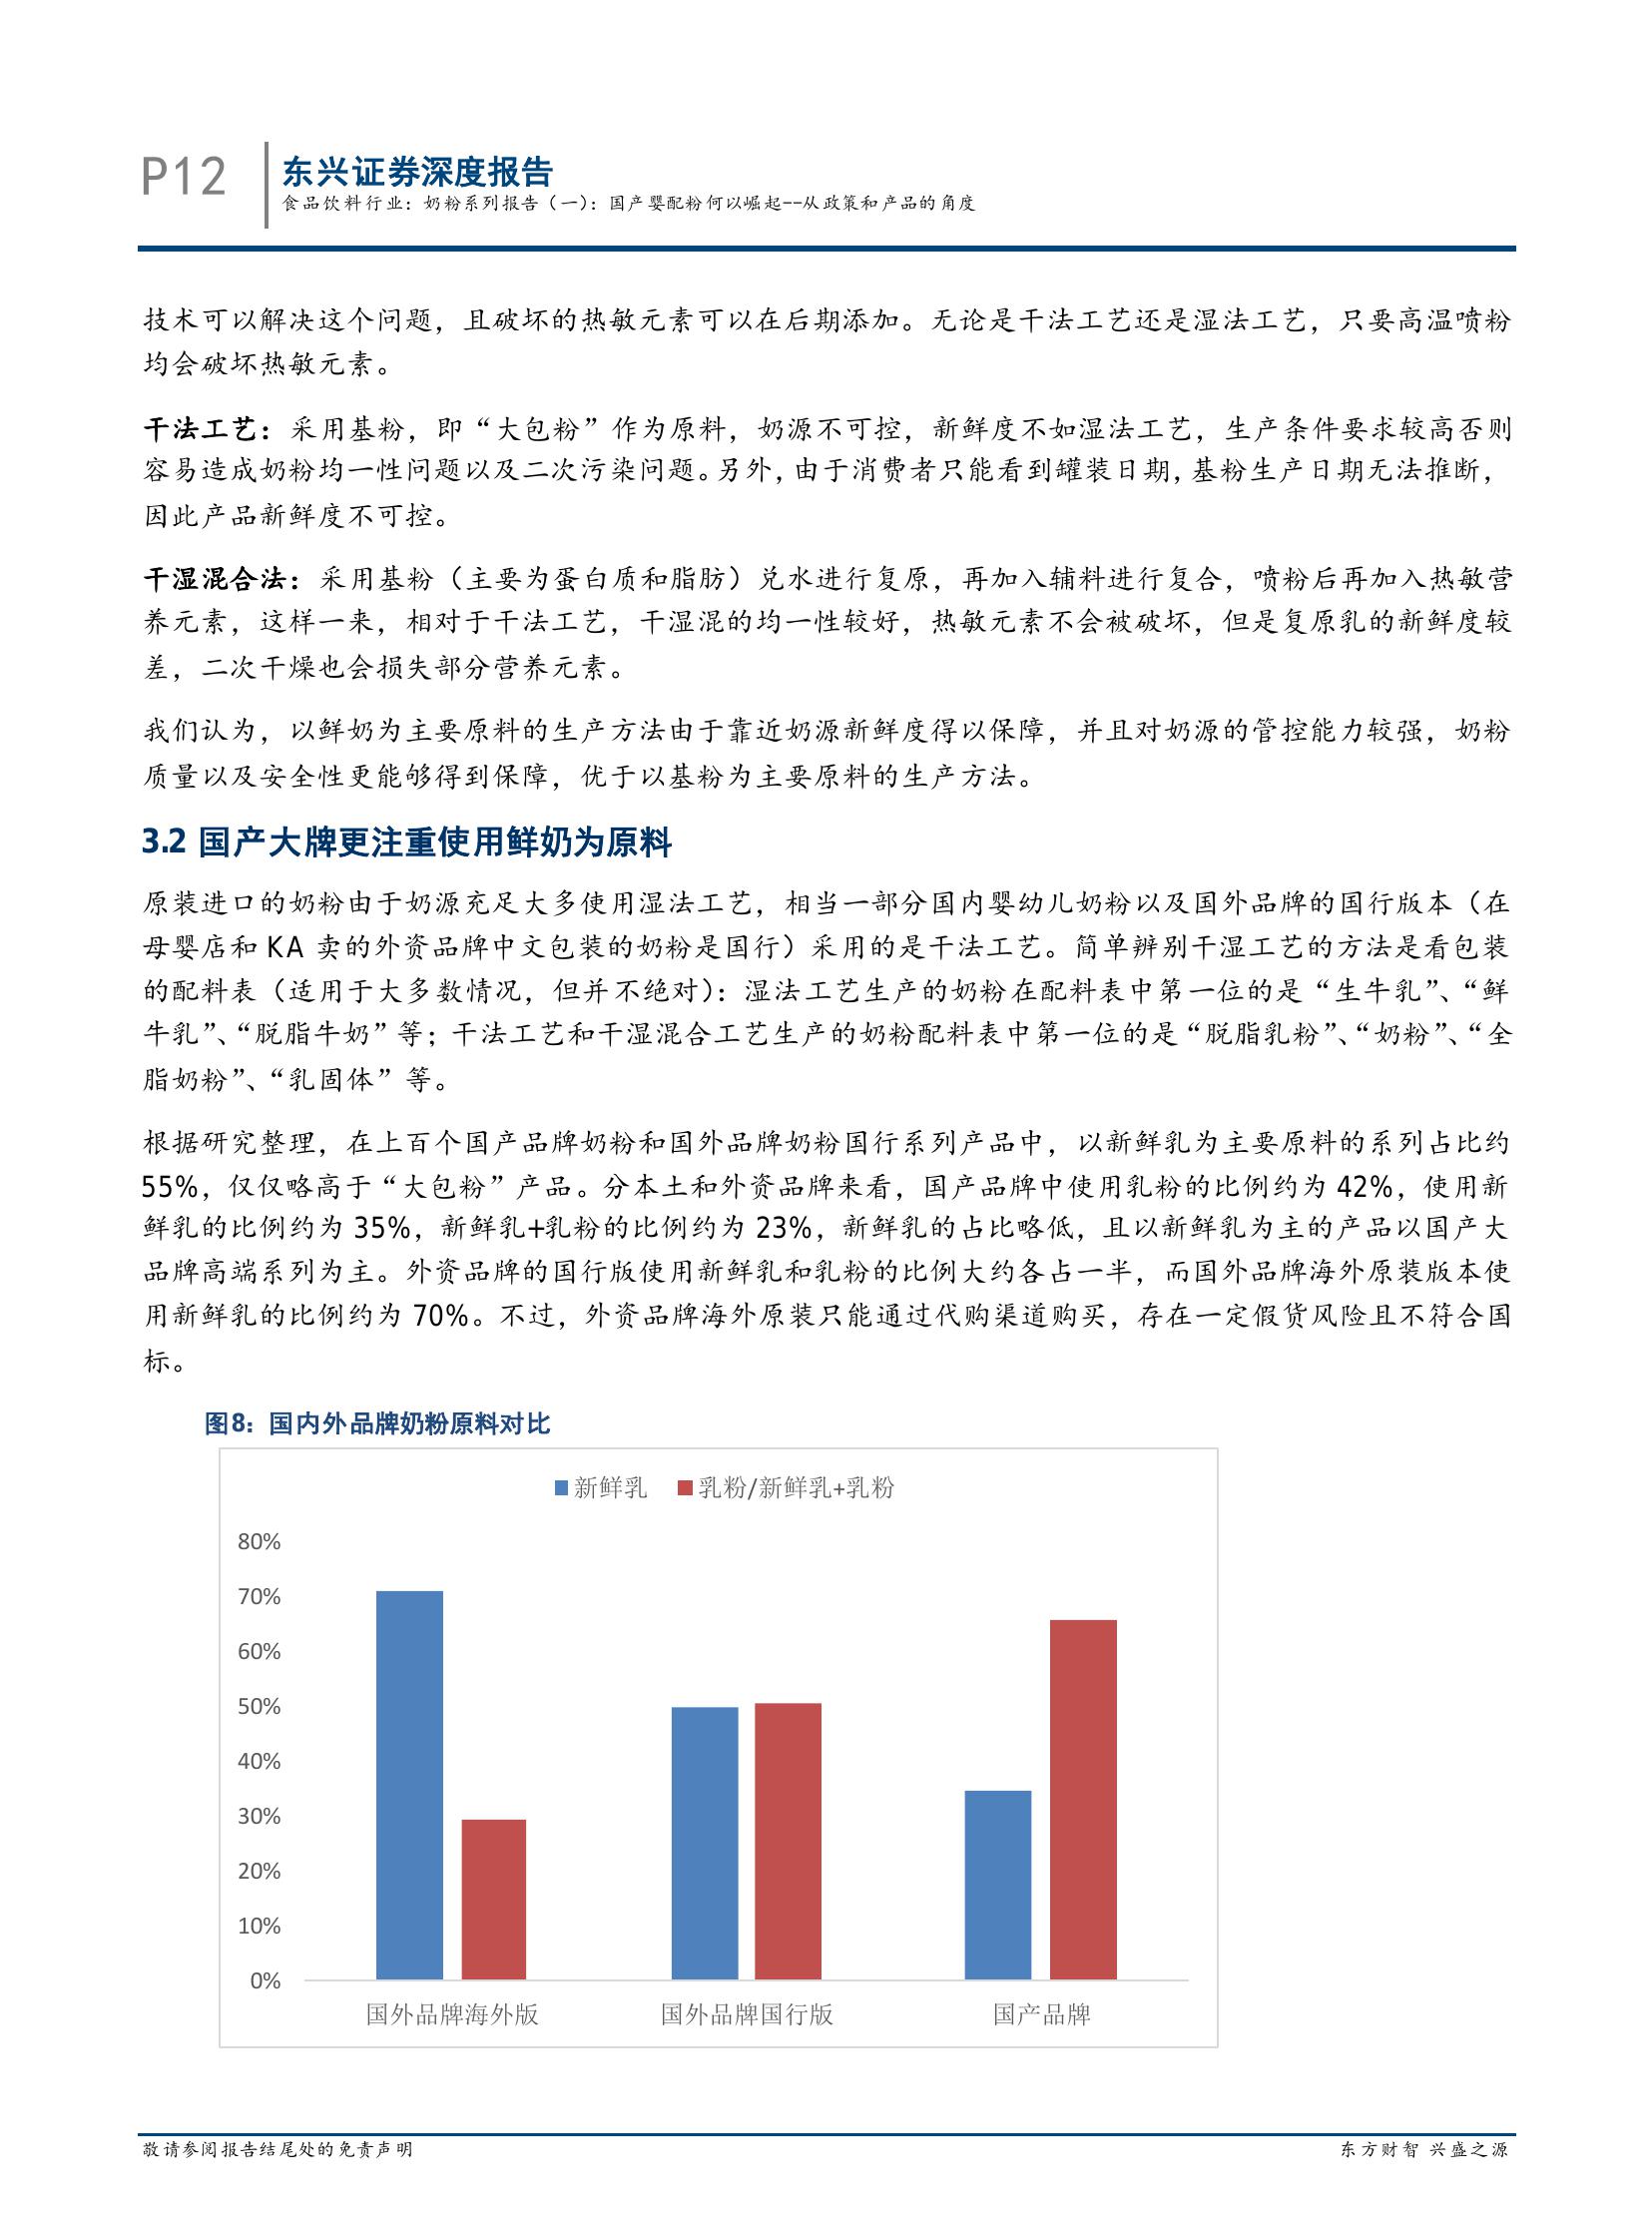 P12
东兴证券深度报告
食品饮料行业：奶粉系列报告（一）：国产婴配粉何以崛起--从政策和产品的角度
技术可以解决这个问题，且破坏的热敏元素可以在后期添加。无论是干法工艺还是湿法工艺，只要高温喷粉
均会破坏热敏元素。
干法工艺：采用基粉，即“大包粉”作为原料，奶源不可控，新鲜度不如湿法工艺，生产条件要求较高否则
容易造成奶粉均一性问题以及二次污染问题。另外，由于消费者只能看到罐装日期，基粉生产日期无法推断，
因此产品新鲜度不可控。
干湿混合法：采用基粉（主要为蛋白质和脂肪）兑水进行复原，再加入辅料进行复合，喷粉后再加入热敏营
养元素，这样一来，相对于干法工艺，干湿混的均一性较好，热敏元素不会被破坏，但是复原乳的新鲜度较
差，二次干燥也会损失部分营养元素。
我们认为，以鲜奶为主要原料的生产方法由于靠近奶源新鲜度得以保障，并且对奶源的管控能力较强，奶粉
质量以及安全性更能够得到保障，优于以基粉为主要原料的生产方法。
3.2 国产大牌更注重使用鲜奶为原料
原装进口的奶粉由于奶源充足大多使用湿法工艺，相当一部分国内婴幼儿奶粉以及国外品牌的国行版本（在
母婴店和 KA 卖的外资品牌中文包装的奶粉是国行）采用的是干法工艺。简单辨别干湿工艺的方法是看包装
的配料表（适用于大多数情况，但并不绝对）：湿法工艺生产的奶粉在配料表中第一位的是“生牛乳”、“鲜
牛乳”、“脱脂牛奶”等；干法工艺和干湿混合工艺生产的奶粉配料表中第一位的是“脱脂乳粉”、“奶粉”、“全
脂奶粉”、“乳固体”等。
根据研究整理，在上百个国产品牌奶粉和国外品牌奶粉国行系列产品中，以新鲜乳为主要原料的系列占比约
55%，仅仅略高于“大包粉”产品。分本土和外资品牌来看，国产品牌中使用乳粉的比例约为 42%，使用新
鲜乳的比例约为 35%，新鲜乳+乳粉的比例约为 23%，新鲜乳的占比略低，且以新鲜乳为主的产品以国产大
品牌高端系列为主。外资品牌的国行版使用新鲜乳和乳粉的比例大约各占一半，而国外品牌海外原装版本使
用新鲜乳的比例约为 70%。不过，外资品牌海外原装只能通过代购渠道购买，存在一定假货风险且不符合国
标。
图8：国内外品牌奶粉原料对比
新鲜乳 乳粉/新鲜乳+乳粉
80%
70%
60%
50%
40%
30%
20%
10%
0%
国外品牌海外版 国外品牌国行版 国产品牌
敬请参阅报告结尾处的免责声明 东方财智 兴盛之源